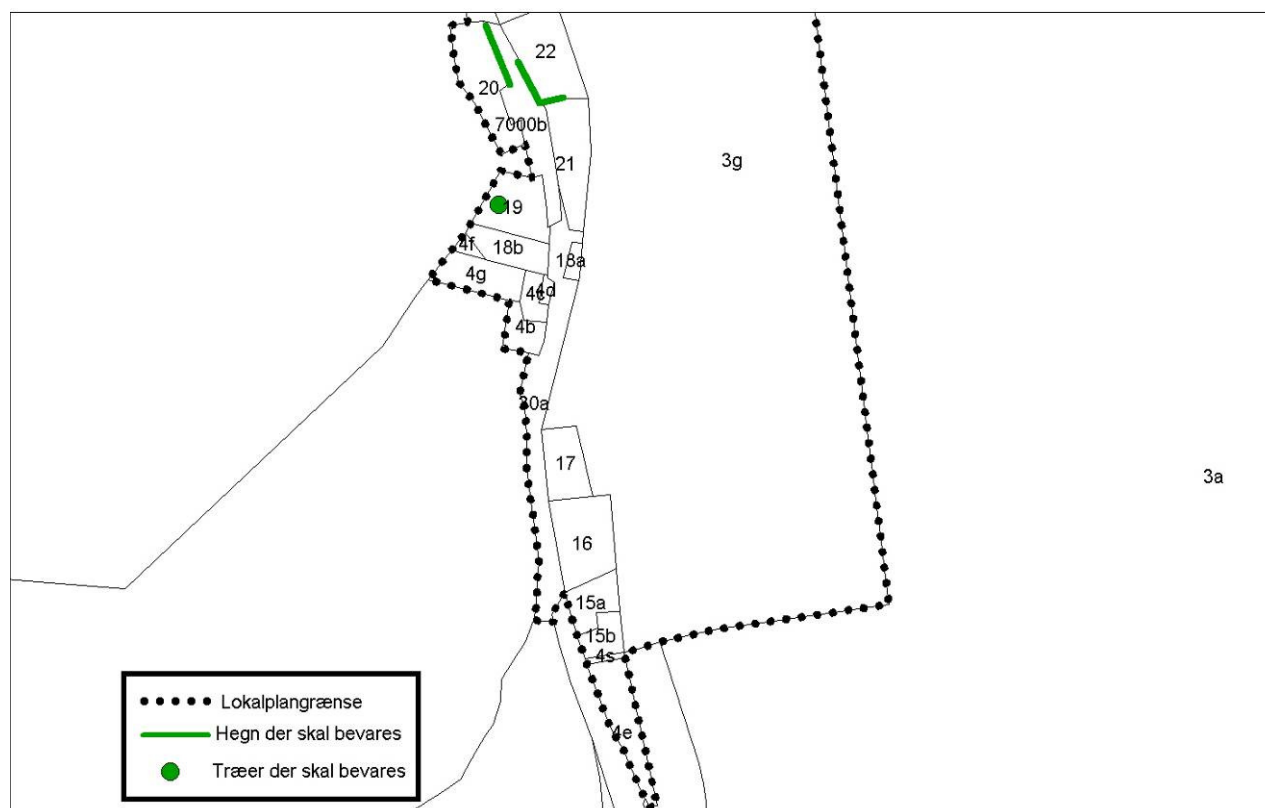 22
20
7000b
21
3g
19
4f
18b
18a
4g
4c
4d
4b
30a
17
3a
16
15a
15b
4s
4e
Lokalplangrænse
Hegn der skal bevares
Træer der skal bevares